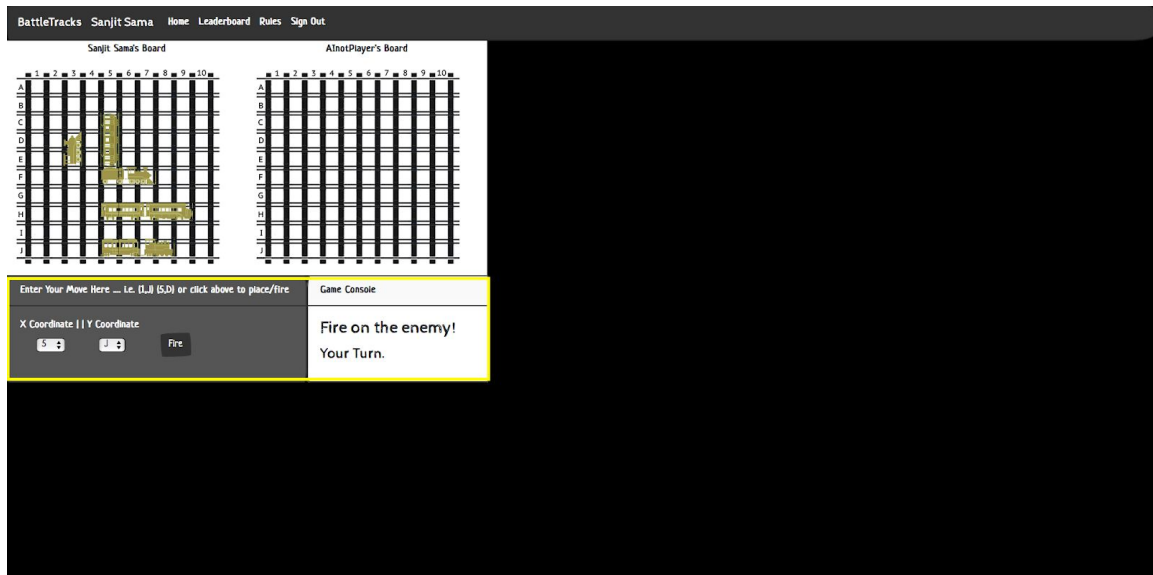 BattleTracks Sanjit Sama Home Leaderboard Rules Sign Out
Sanjit Sama's Board
AInotPlayer's Board
1 2 3 4 5 6 7 8 9 10
A
B
C
D
E
F
G
H
I
J
1 2 3 4 5 6 7 8 9 10
A
B
C
D
E
F
G
H
I
J
Enter Your Move Here .... i.e. (1,J) (5,D) or click above to place/fire
X Coordinate || Y Coordinate
5 J Fire
Game Console
Fire on the enemy!
Your Turn.